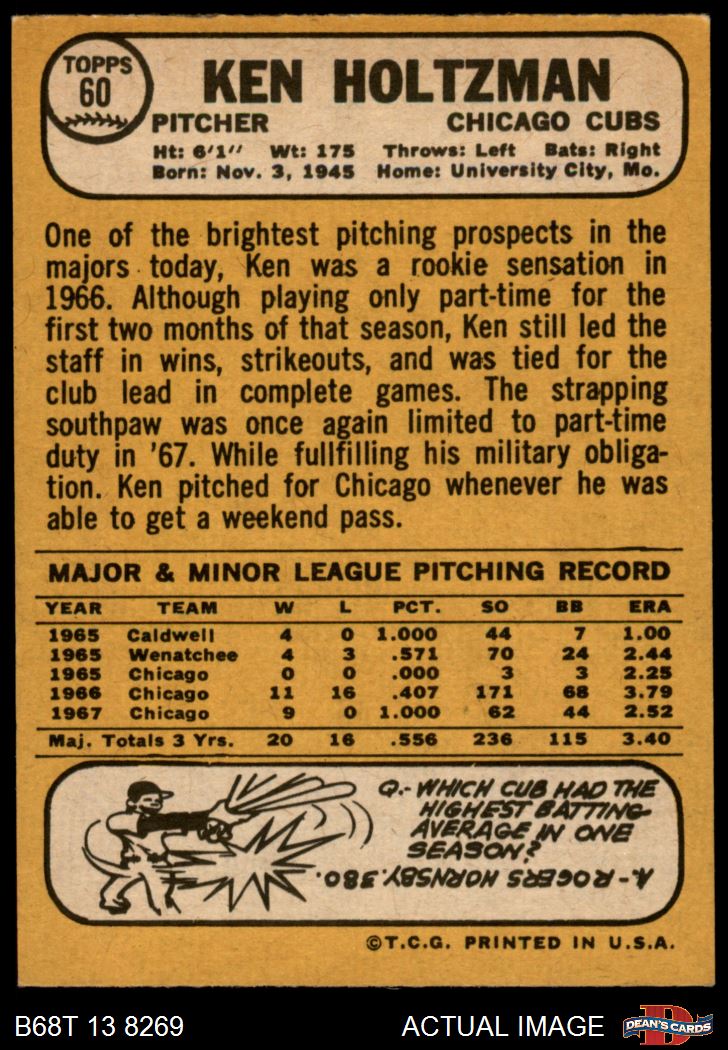 TOPPS
60
KEN HOLTZMAN
PITCHER CHICAGO CUBS
Ht: 6'1" Wt: 175 Throws: Left Bats: Right
Born: Nov. 3, 1945 Home: University City, Mo.
One of the brightest pitching prospects in the
majors today, Ken was a rookie sensation in
1966. Although playing only part-time for the
first two months of that season, Ken still led the
staff in wins, strikeouts, and was tied for the
club lead in complete games. The strapping
southpaw was once again limited to part-time
duty in '67. While fullfilling his military obliga-
tion. Ken pitched for Chicago whenever he was
able to get a weekend pass.
MAJOR & MINOR LEAGUE PITCHING RECORD
YEAR TEAM W L PCT. SO BB ERA
1965 Caldwell 4 0 1.000 44 7 1.00
1965 Wenatchee 4 3 .571 70 24 2.44
1965 Chicago 0 0 .000 3 3 2.25
1966 Chicago 11 16 .407 171 68 3.79
1967 Chicago 9 0 1.000 62 44 2.52
Maj. Totals 3 Yrs. 20 16 .556 236 115 3.40
Q.- WHICH CUB HAD THE
HIGHEST BATTING
AVERAGE IN ONE
SEASON?
A- ROGERS HORNSBY .380.
©T.C.G. PRINTED IN U.S.A.
B68T 13 8269 ACTUAL IMAGE
D
DEAN'S CARDS